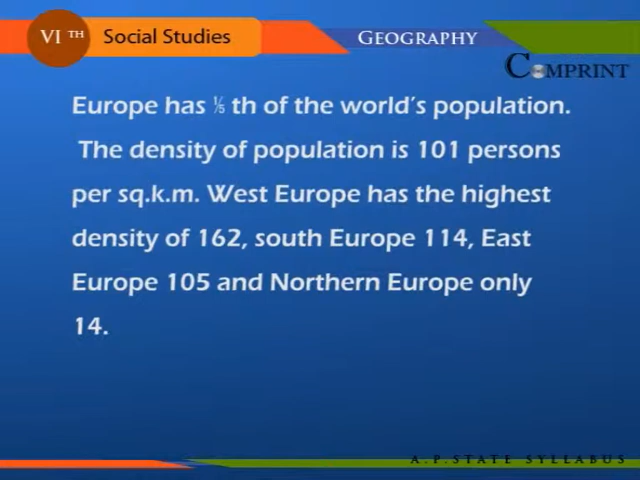 VI TH Social Studies GEOGRAPHY
COMPRINT
Europe has ⅕ th of the world's population.
The density of population is 101 persons
per sq.k.m. West Europe has the highest
density of 162, south Europe 114, East
Europe 105 and Northern Europe only
14.
A.P.STATE SYLLABUS